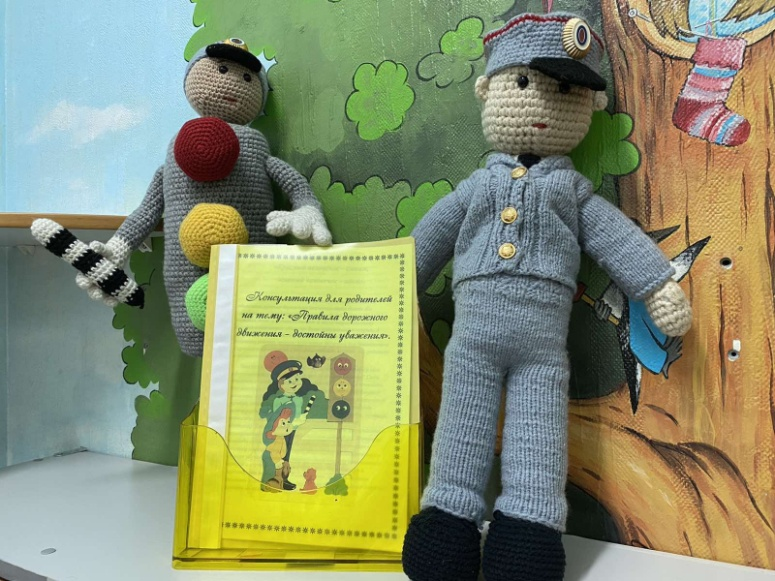 Консультация для родителей
на тему: «Правила дорожного
движения – достойны уважения».